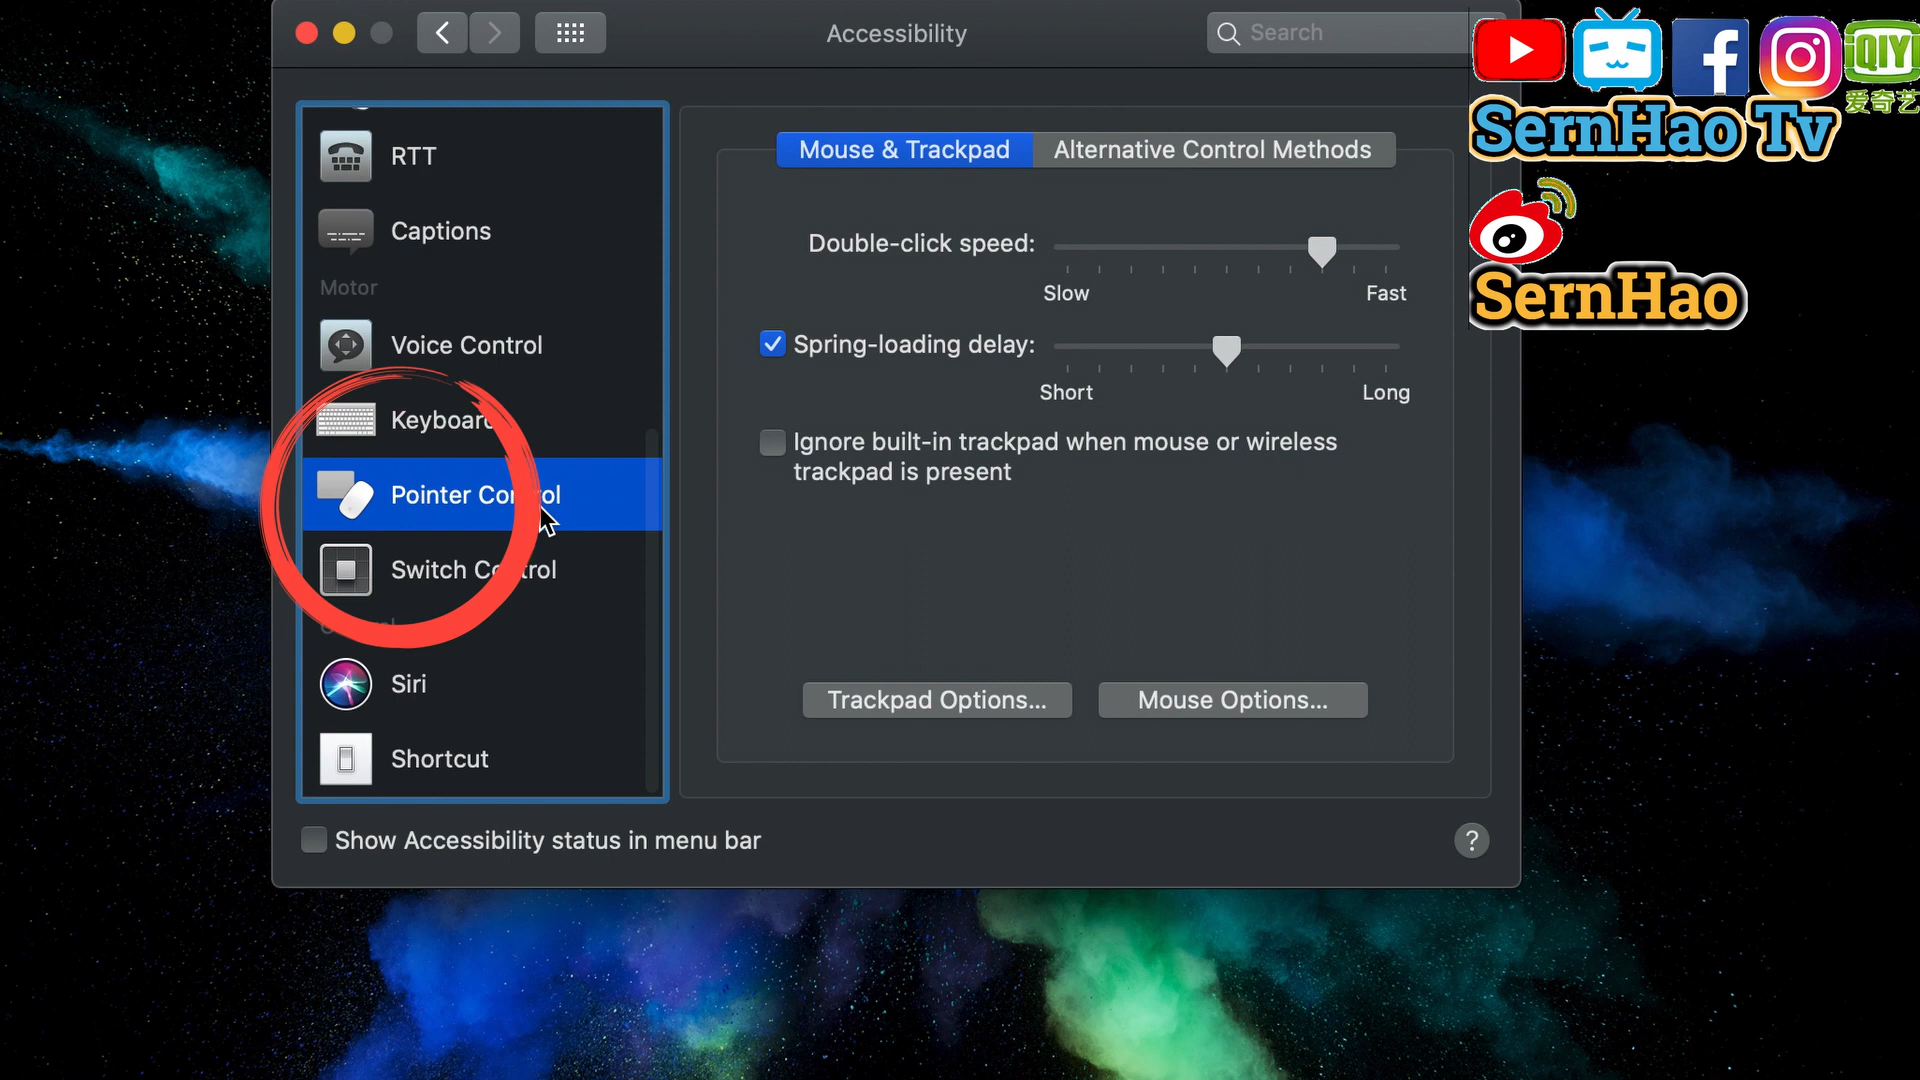 Accessibility
Search
iQIYI
爱奇艺
SernHao Tv
SernHao
RTT
Captions
Motor
Voice Control
Keyboard
Pointer Control
Switch Control
General
Siri
Shortcut
Mouse & Trackpad
Alternative Control Methods
Double-click speed:
Slow
Fast
Spring-loading delay:
Short
Long
Ignore built-in trackpad when mouse or wireless
trackpad is present
Trackpad Options...
Mouse Options...
Show Accessibility status in menu bar
?